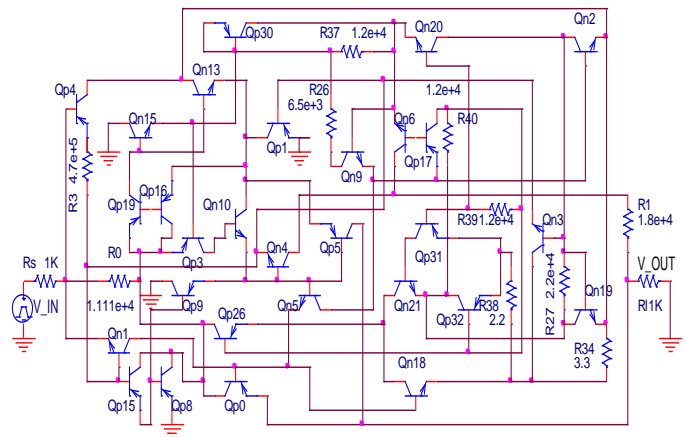 R37 1.2e+4
Qn20
Qn2
Qp30
Qp4
Qn13
R26
6.5e+3
1.2e+4
Qn15
Qn6
R40
Qp1
Qp17
Qn9
R3 4.7e+5
Qp19
Qp16
Qn10
R1
1.8e+4
R39 1.2e+4
Qn3
R0
Qp3
Qn4
Qp5
Qp31
Rs 1K
V_OUT
V_IN
1.111e+4
Qp9
Qn5
Qn21
Qp32
R38
2.2
R27 2.2e+4
Qn19
Rl1K
Qp26
Qn1
R34
3.3
Qn18
Qp15
Qp8
Qp0